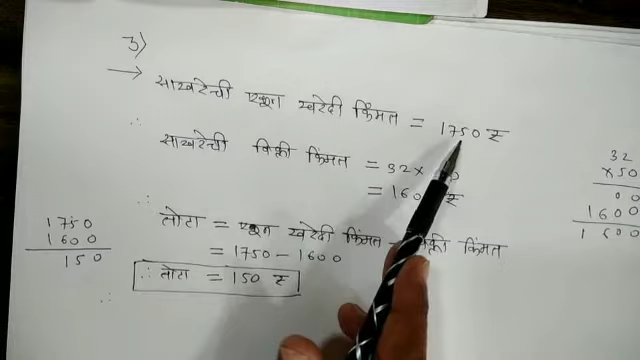 3)
→ साखरेची एकूण खरेदी किंमत = 1750 ₹
∴ साखरेची विक्री किंमत = 32 ×
= 160 ₹
∴ तोटा = एकूण खरेदी किंमत - विक्री किंमत
= 1750 - 1600
∴ तोटा = 150 ₹
∴
1750
1600
150
32
×50
00
1600
1600